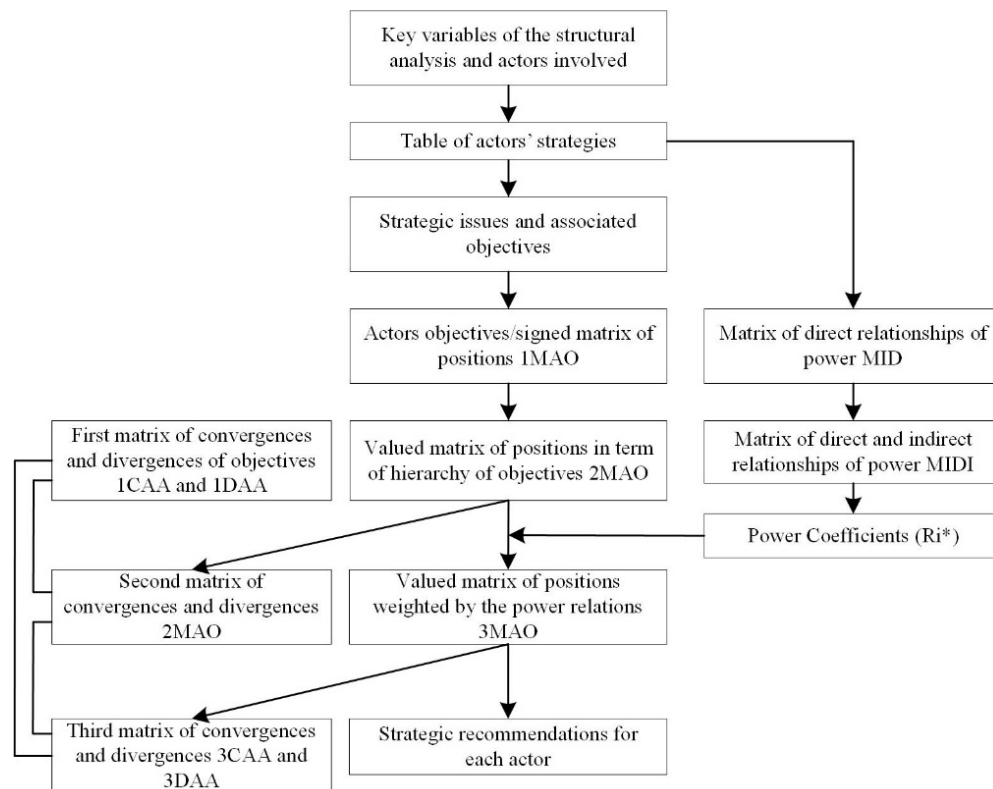 Key variables of the structural
analysis and actors involved
Table of actors' strategies
Strategic issues and associated
objectives
Actors objectives/signed matrix of
positions 1MAO
Matrix of direct relationships of
power MID
First matrix of convergences
and divergences of objectives
1CAA and 1DAA
Valued matrix of positions in term
of hierarchy of objectives 2MAO
Matrix of direct and indirect
relationships of power MIDI
Power Coefficients (Ri*)
Second matrix of
convergences and divergences
2MAO
Valued matrix of positions
weighted by the power relations
3MAO
Third matrix of convergences
and divergences 3CAA and
3DAA
Strategic recommendations for
each actor